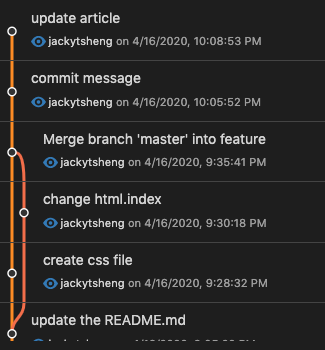 update article
jackytsheng on 4/16/2020, 10:08:53 PM
commit message
jackytsheng on 4/16/2020, 10:05:52 PM
Merge branch 'master' into feature
jackytsheng on 4/16/2020, 9:35:41 PM
change html.index
jackytsheng on 4/16/2020, 9:30:18 PM
create css file
jackytsheng on 4/16/2020, 9:28:32 PM
update the README.md